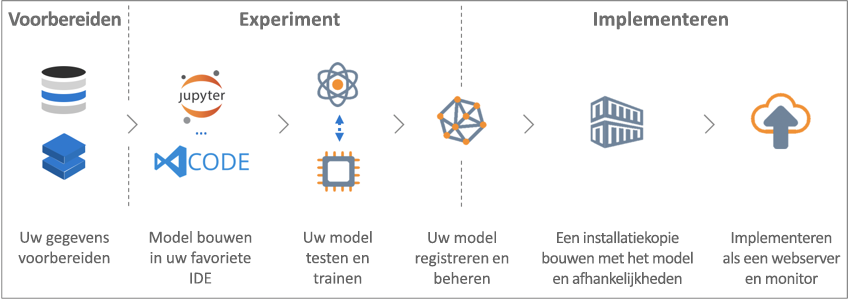 Voorbereiden
Experiment
Implementeren
jupyter
...
CODE
Uw gegevens
voorbereiden
Model bouwen
in uw favoriete
IDE
Uw model
testen en
trainen
Uw model
registreren en
beheren
Een installatiekopie
bouwen met het model
en afhankelijkheden
Implementeren
als een webserver
en monitor